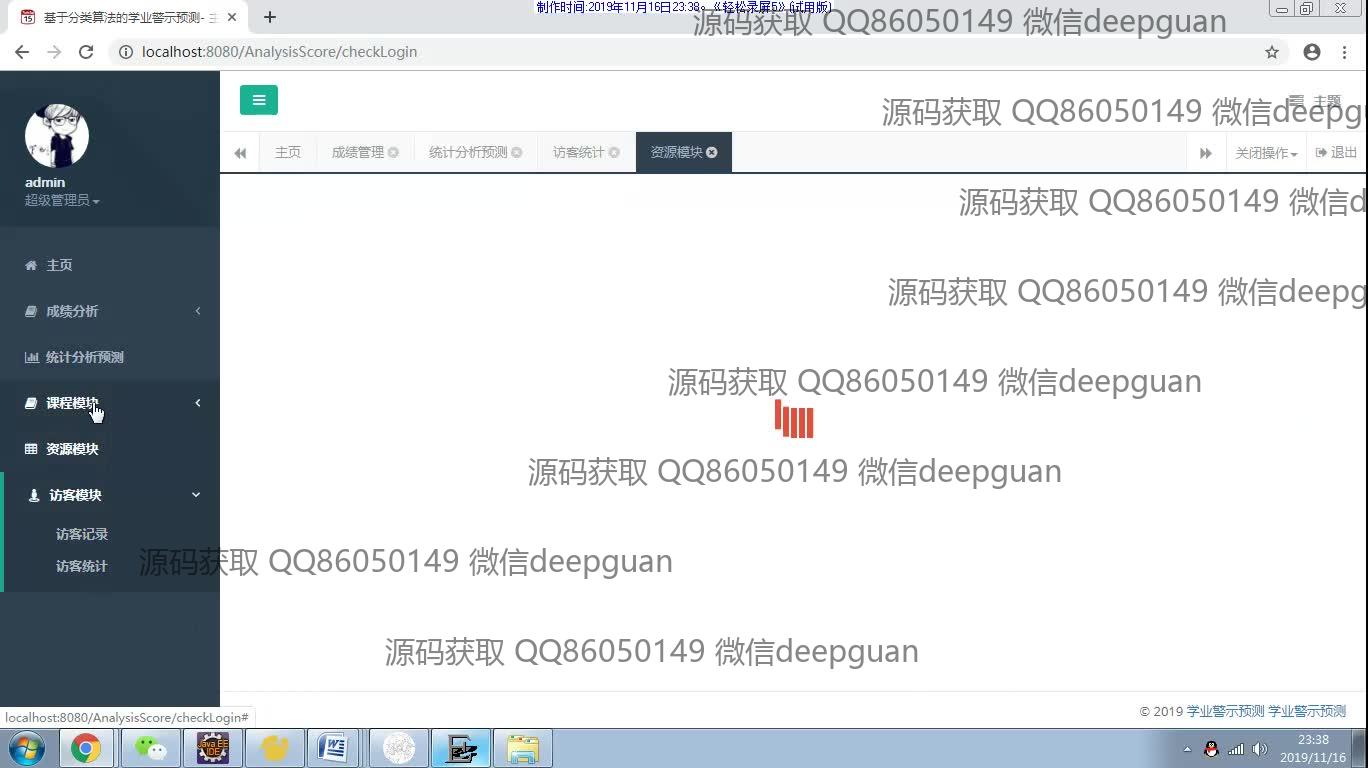 基于分类算法的学业警示预测- 主
制作时间:2019年11月16日23:38。《轻松录屏5》(试用版)
源码获取 QQ86050149 微信deepguan
localhost:8080/AnalysisScore/checkLogin
主题
源码获取 QQ86050149 微信deepg
admin
超级管理员
主页
成绩管理
统计分析预测
访客统计
资源模块
关闭操作
退出
源码获取 QQ86050149 微信d
主页
成绩分析
统计分析预测
课程模块
资源模块
访客模块
访客记录
访客统计
源码获取 QQ86050149 微信deepg
源码获取 QQ86050149 微信deepguan
源码获取 QQ86050149 微信deepguan
源码获取 QQ86050149 微信deepguan
源码获取 QQ86050149 微信deepguan
© 2019 学业警示预测 学业警示预测
localhost:8080/AnalysisScore/checkLogin#
Java EE
IDE
23:38
2019/11/16